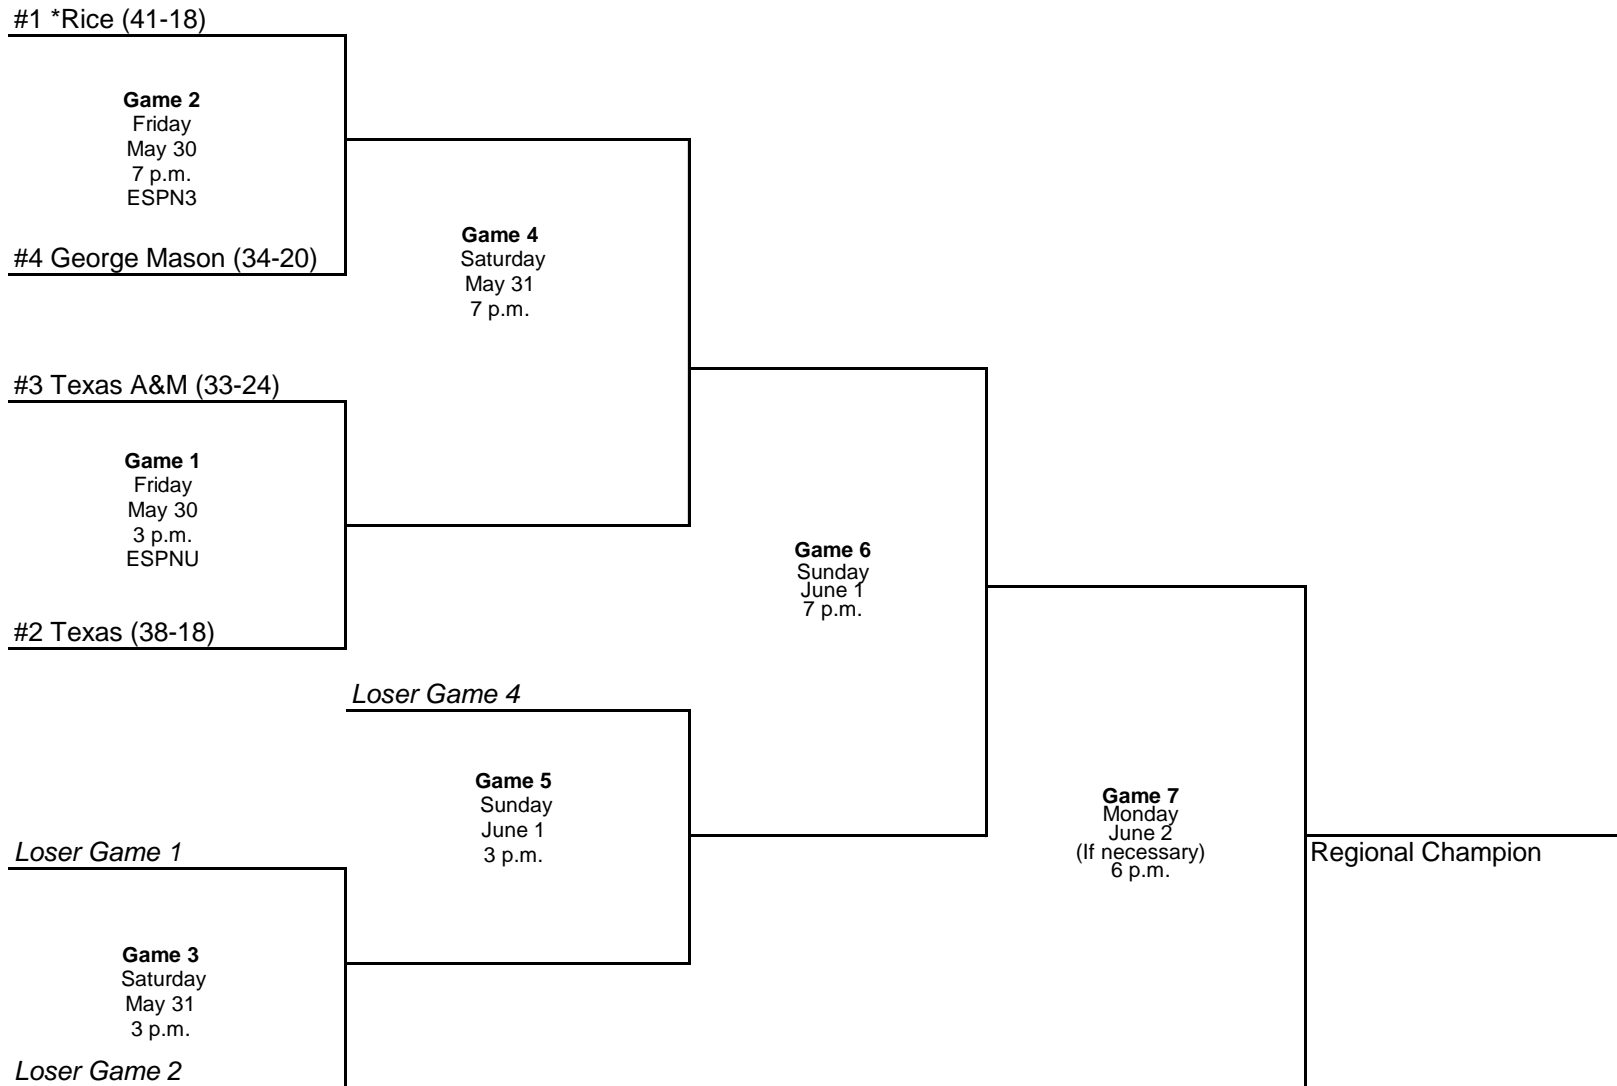 #1 *Rice (41-18)
Game 2
Friday
May 30
7 p.m.
ESPN3
#4 George Mason (34-20)
Game 4
Saturday
May 31
7 p.m.
#3 Texas A&M (33-24)
Game 1
Friday
May 30
3 p.m.
ESPNU
#2 Texas (38-18)
Game 6
Sunday
June 1
7 p.m.
Loser Game 4
Game 5
Sunday
June 1
3 p.m.
Game 7
Monday
June 2
(If necessary)
6 p.m.
Regional Champion
Loser Game 1
Game 3
Saturday
May 31
3 p.m.
Loser Game 2